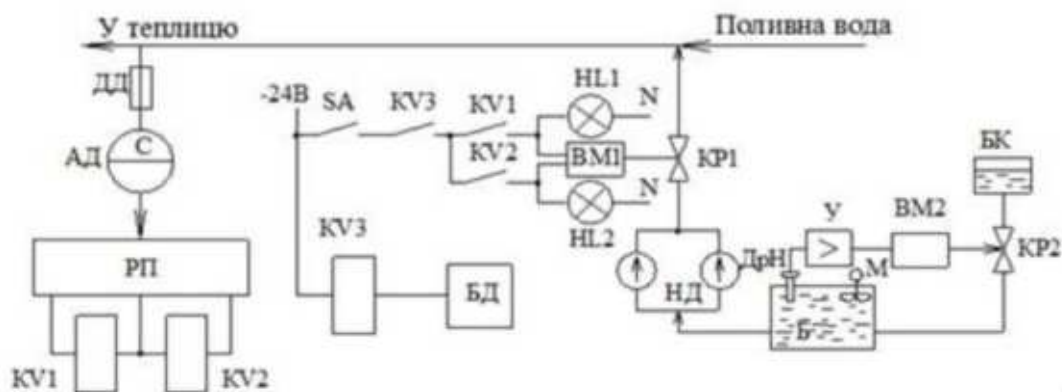 У теплицю
Поливна вода
ДД
-24В
SA
KV3
KV1
HL1
N
АД
С
KV2
ВМ1
КР1
БК
N
HL2
KV3
У
ВМ2
РП
БД
НД
ДрН
М
КР2
Б
KV1
KV2